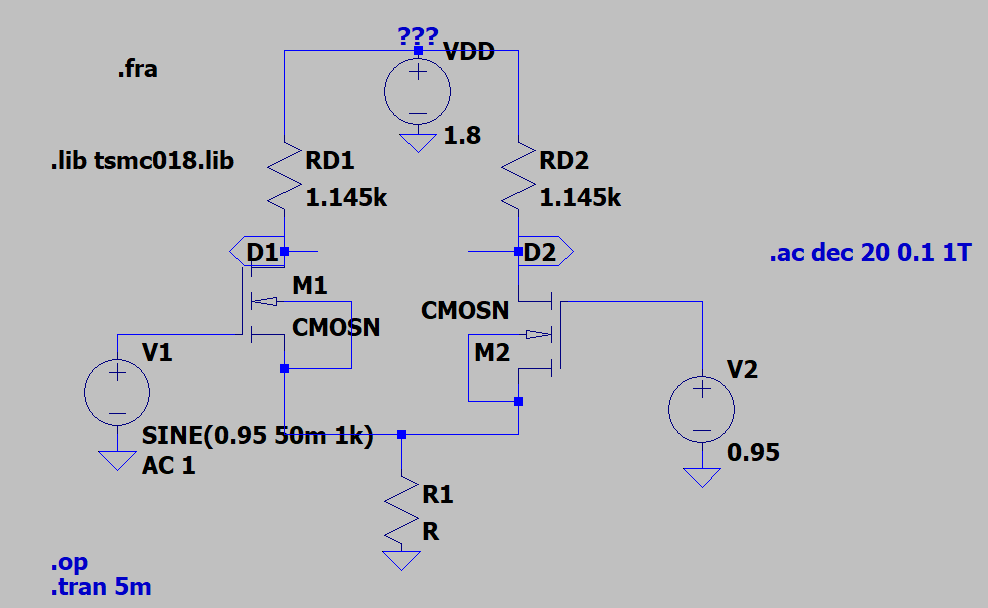 ???
VDD
.fra
1.8
.lib tsmc018.lib
RD1
RD2
1.145k
1.145k
D1
D2
.ac dec 20 0.1 1T
M1
CMOSN
CMOSN
M2
V1
V2
SINE(0.95 50m 1k)
AC 1
0.95
R1
R
.op
.tran 5m